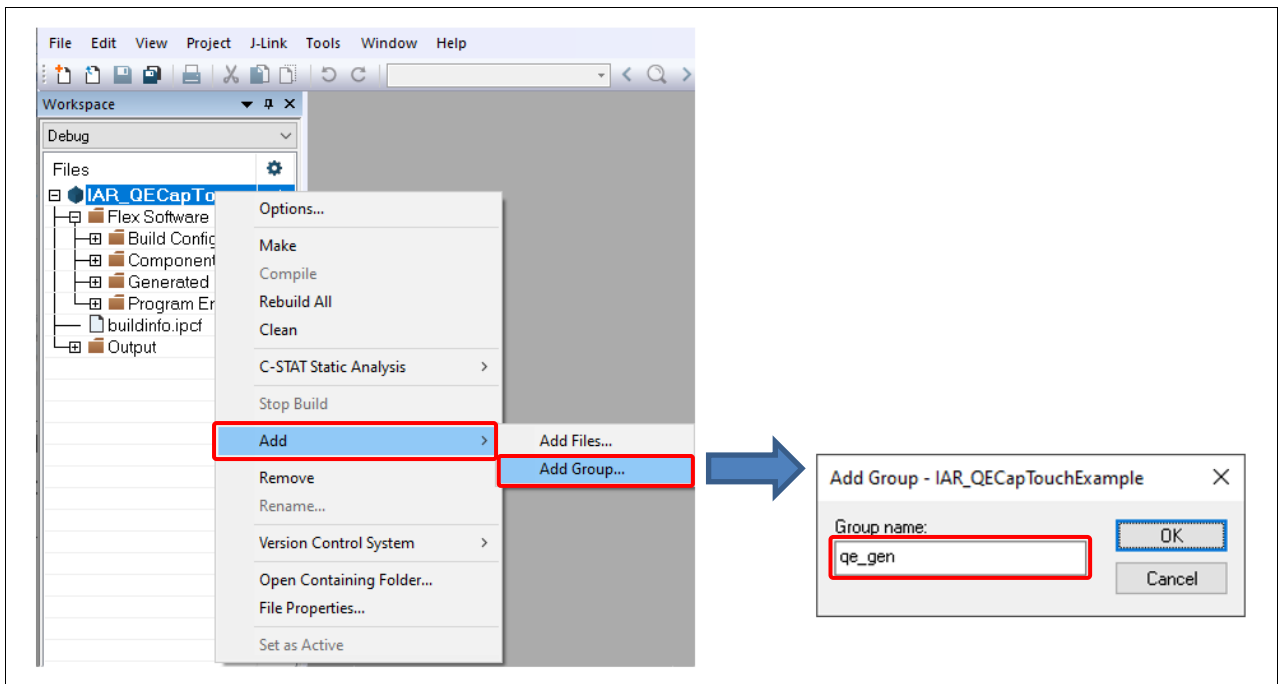 File Edit View Project J-Link Tools Window Help
Workspace
Debug
Files
IAR_QECapTo
Flex Software
Build Config
Component
Generated
Program Er
buildinfo.ipcf
Output
Options...
Make
Compile
Rebuild All
Clean
C-STAT Static Analysis
Stop Build
Add
Remove
Rename...
Version Control System
Open Containing Folder...
File Properties...
Set as Active
Add Files...
Add Group...
Add Group - IAR_QECapTouchExample
Group name:
qe_gen
OK
Cancel